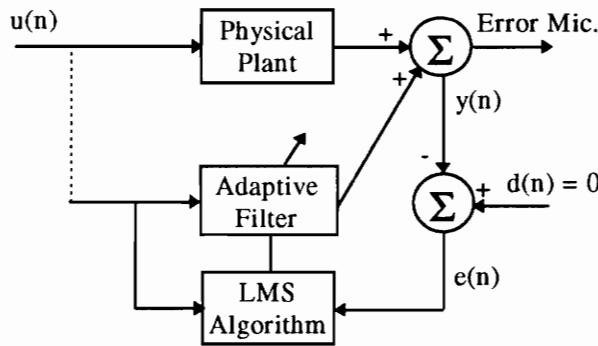 u(n)
Physical
Plant
+
Σ
Error Mic.
+
y(n)
-
Adaptive
Filter
Σ
+
d(n) = 0
e(n)
LMS
Algorithm